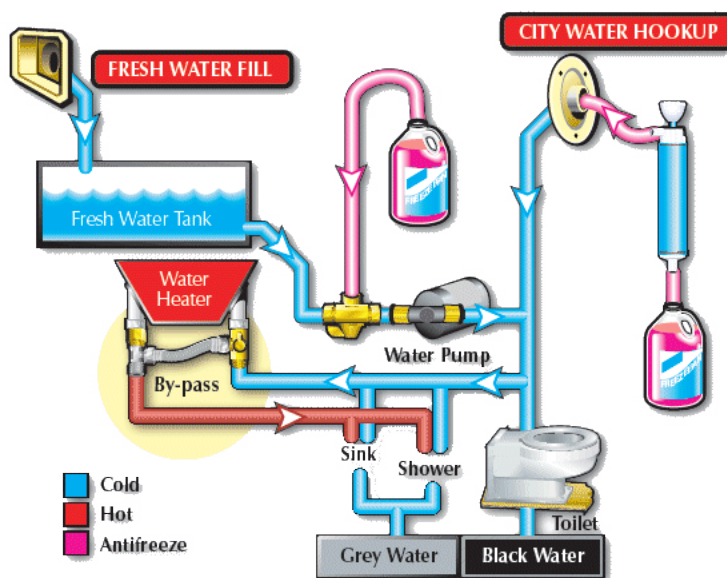 CITY WATER HOOKUP
FRESH WATER FILL
Fresh Water Tank
Water
Heater
Water Pump
By-pass
Sink
Shower
Cold
Hot
Antifreeze
Toilet
Grey Water
Black Water